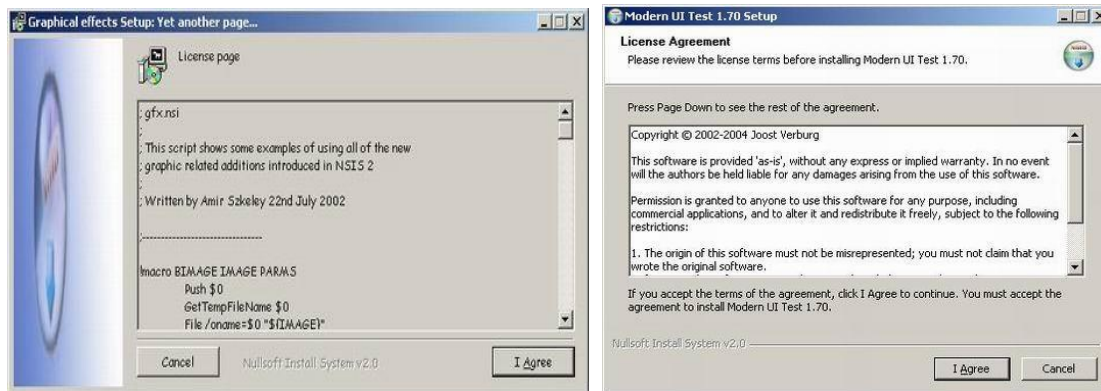 Graphical effects Setup: Yet another page...
License page
; gfx.nsi
;
; This script shows some examples of using all of the new
; graphic related additions introduced in NSIS 2
;
; Written by Amir Szkeley 22nd July 2002
;------------------------------
!macro BIMAGE IMAGE PARMS
Push $0
GetTempFileName $0
File /oname=$0 "${IMAGE}"
Cancel
Nullsoft Install System v2.0
I Agree
Modern UI Test 1.70 Setup
License Agreement
Please review the license terms before installing Modern UI Test 1.70.
Press Page Down to see the rest of the agreement.
Copyright © 2002-2004 Joost Verburg
This software is provided 'as-is', without any express or implied warranty. In no event
will the authors be held liable for any damages arising from the use of this software.
Permission is granted to anyone to use this software for any purpose, including
commercial applications, and to alter it and redistribute it freely, subject to the following
restrictions:
1. The origin of this software must not be misrepresented; you must not claim that you
wrote the original software.
If you accept the terms of the agreement, click I Agree to continue. You must accept the
agreement to install Modern UI Test 1.70.
Nullsoft Install System v2.0
I Agree
Cancel